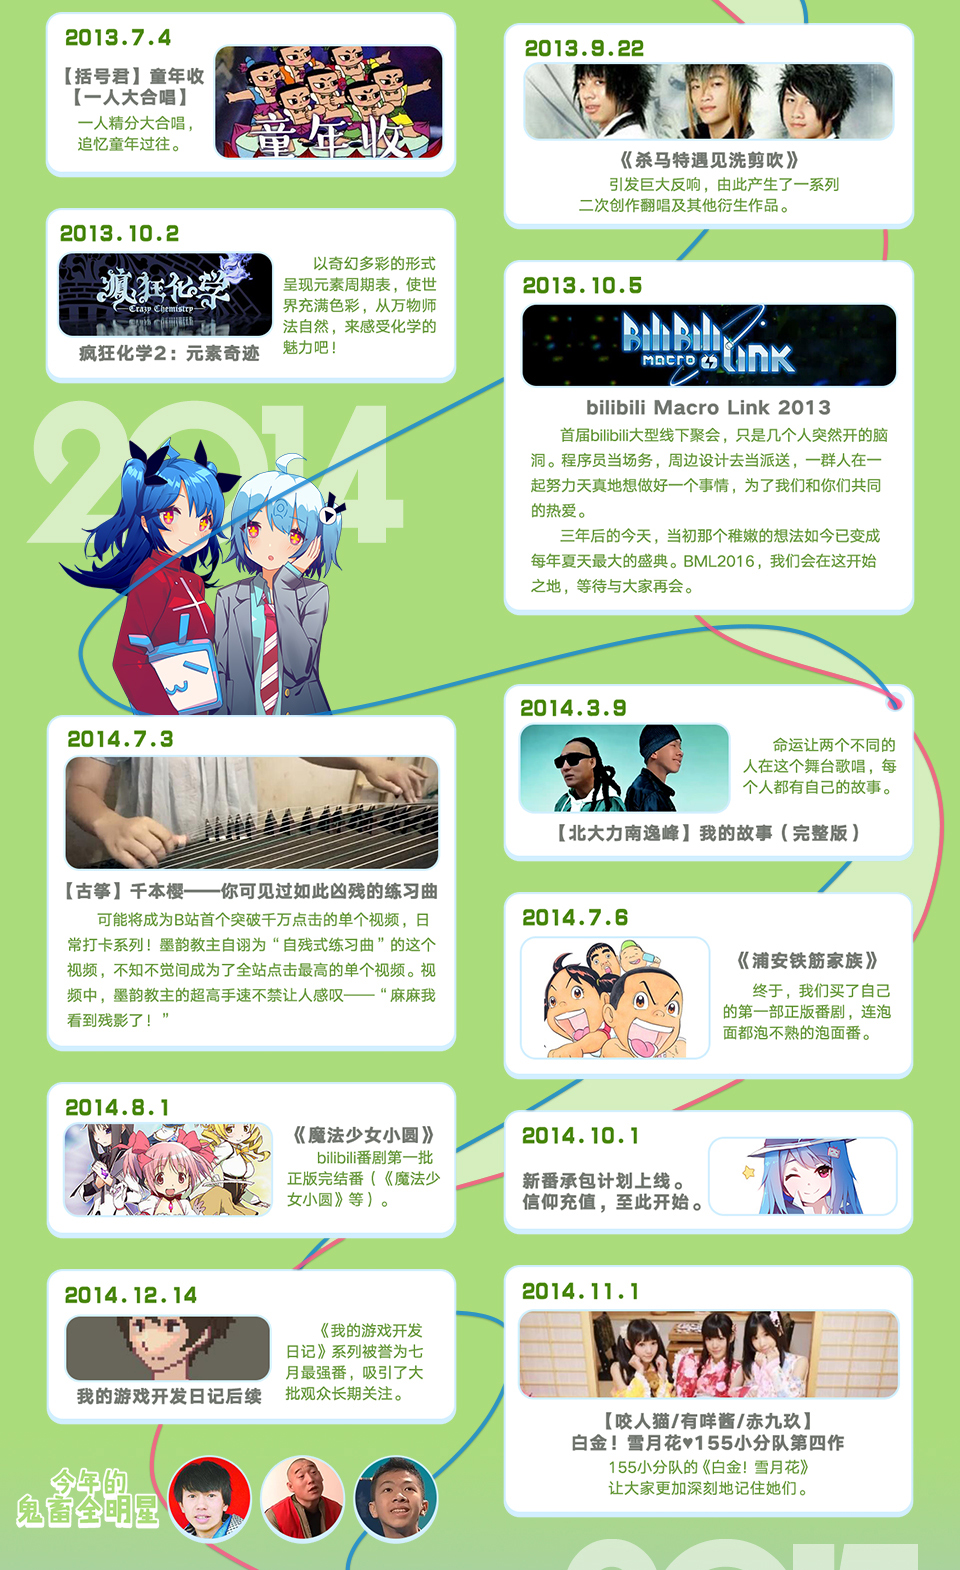 2013.7.4
【括号君】童年收
【一人大合唱】
一人精分大合唱，
追忆童年过往。
童年收
2013.9.22
《杀马特遇见洗剪吹》
引发巨大反响，由此产生了一系列
二次创作翻唱及其他衍生作品。
2013.10.2
疯狂化学
Crazy Chemistry
疯狂化学2：元素奇迹
以奇幻多彩的形式
呈现元素周期表，使世
界充满色彩，从万物师
法自然，来感受化学的
魅力吧！
2013.10.5
BiliBili
MACRO LINK
bilibili Macro Link 2013
首届bilibili大型线下聚会，只是几个人突然开的脑
洞。程序员当场务，周边设计去当派送，一群人在一
起努力天真地想做好一个事情，为了我们和你们共同
的热爱。
三年后的今天，当初那个稚嫩的想法如今已变成
每年夏天最大的盛典。BML2016，我们会在这开始
之地，等待与大家再会。
2014
2014.3.9
命运让两个不同的
人在这个舞台歌唱，每
个人都有自己的故事。
【北大力南逸峰】我的故事（完整版）
2014.7.3
【古筝】千本樱——你可见过如此凶残的练习曲
可能将成为B站首个突破千万点击的单个视频，日
常打卡系列！墨韵教主自诩为“自残式练习曲”的这个
视频，不知不觉间成为了全站点击最高的单个视频。视
频中，墨韵教主的超高手速不禁让人感叹——“麻麻我
看到残影了！”
2014.7.6
《浦安铁筋家族》
终于，我们买了自己
的第一部正版番剧，连泡
面都泡不熟的泡面番。
2014.8.1
《魔法少女小圆》
bilibili番剧第一批
正版完结番（《魔法少
女小圆》等）。
2014.10.1
新番承包计划上线。
信仰充值，至此开始。
2014.12.14
《我的游戏开发
日记》系列被誉为七
月最强番，吸引了大
批观众长期关注。
我的游戏开发日记后续
2014.11.1
【咬人猫/有咩酱/赤九玖】
白金！雪月花♥155小分队第四作
155小分队的《白金！雪月花》
让大家更加深刻地记住她们。
今年的
鬼畜全明星